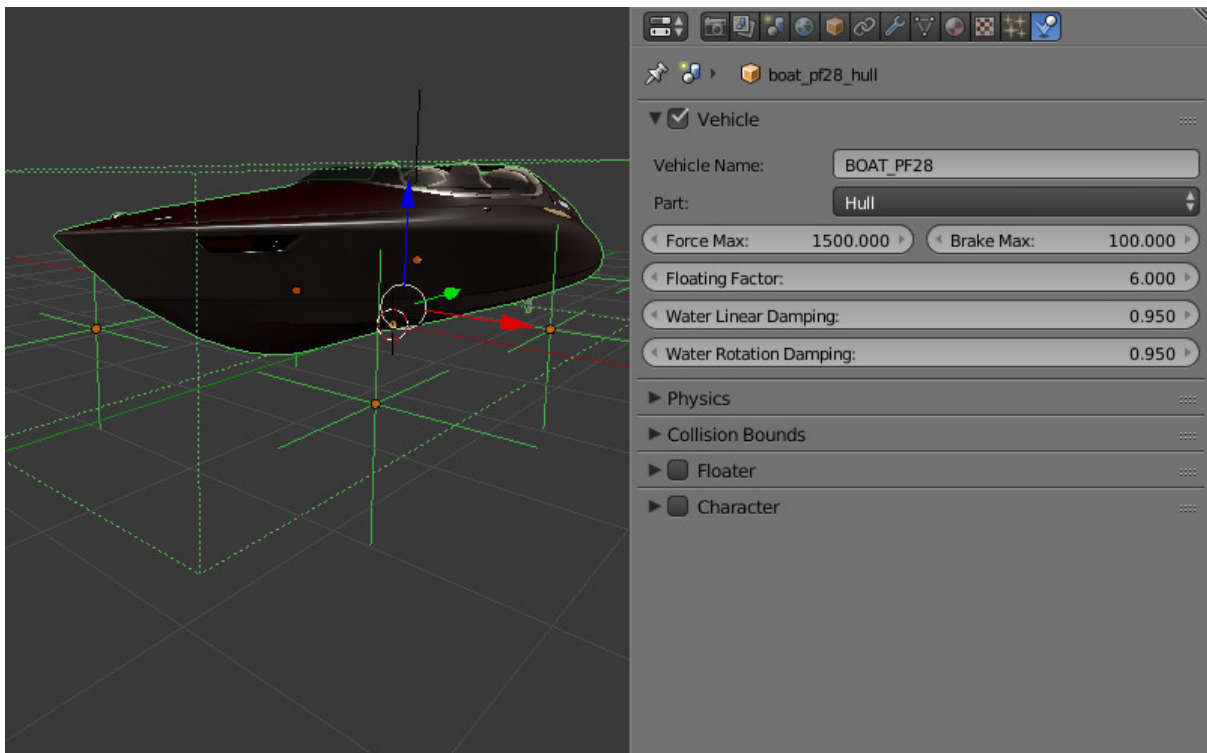 boat_pf28_hull
Vehicle
Vehicle Name: BOAT_PF28
Part: Hull
Force Max: 1500.000 Brake Max: 100.000
Floating Factor: 6.000
Water Linear Damping: 0.950
Water Rotation Damping: 0.950
Physics
Collision Bounds
Floater
Character